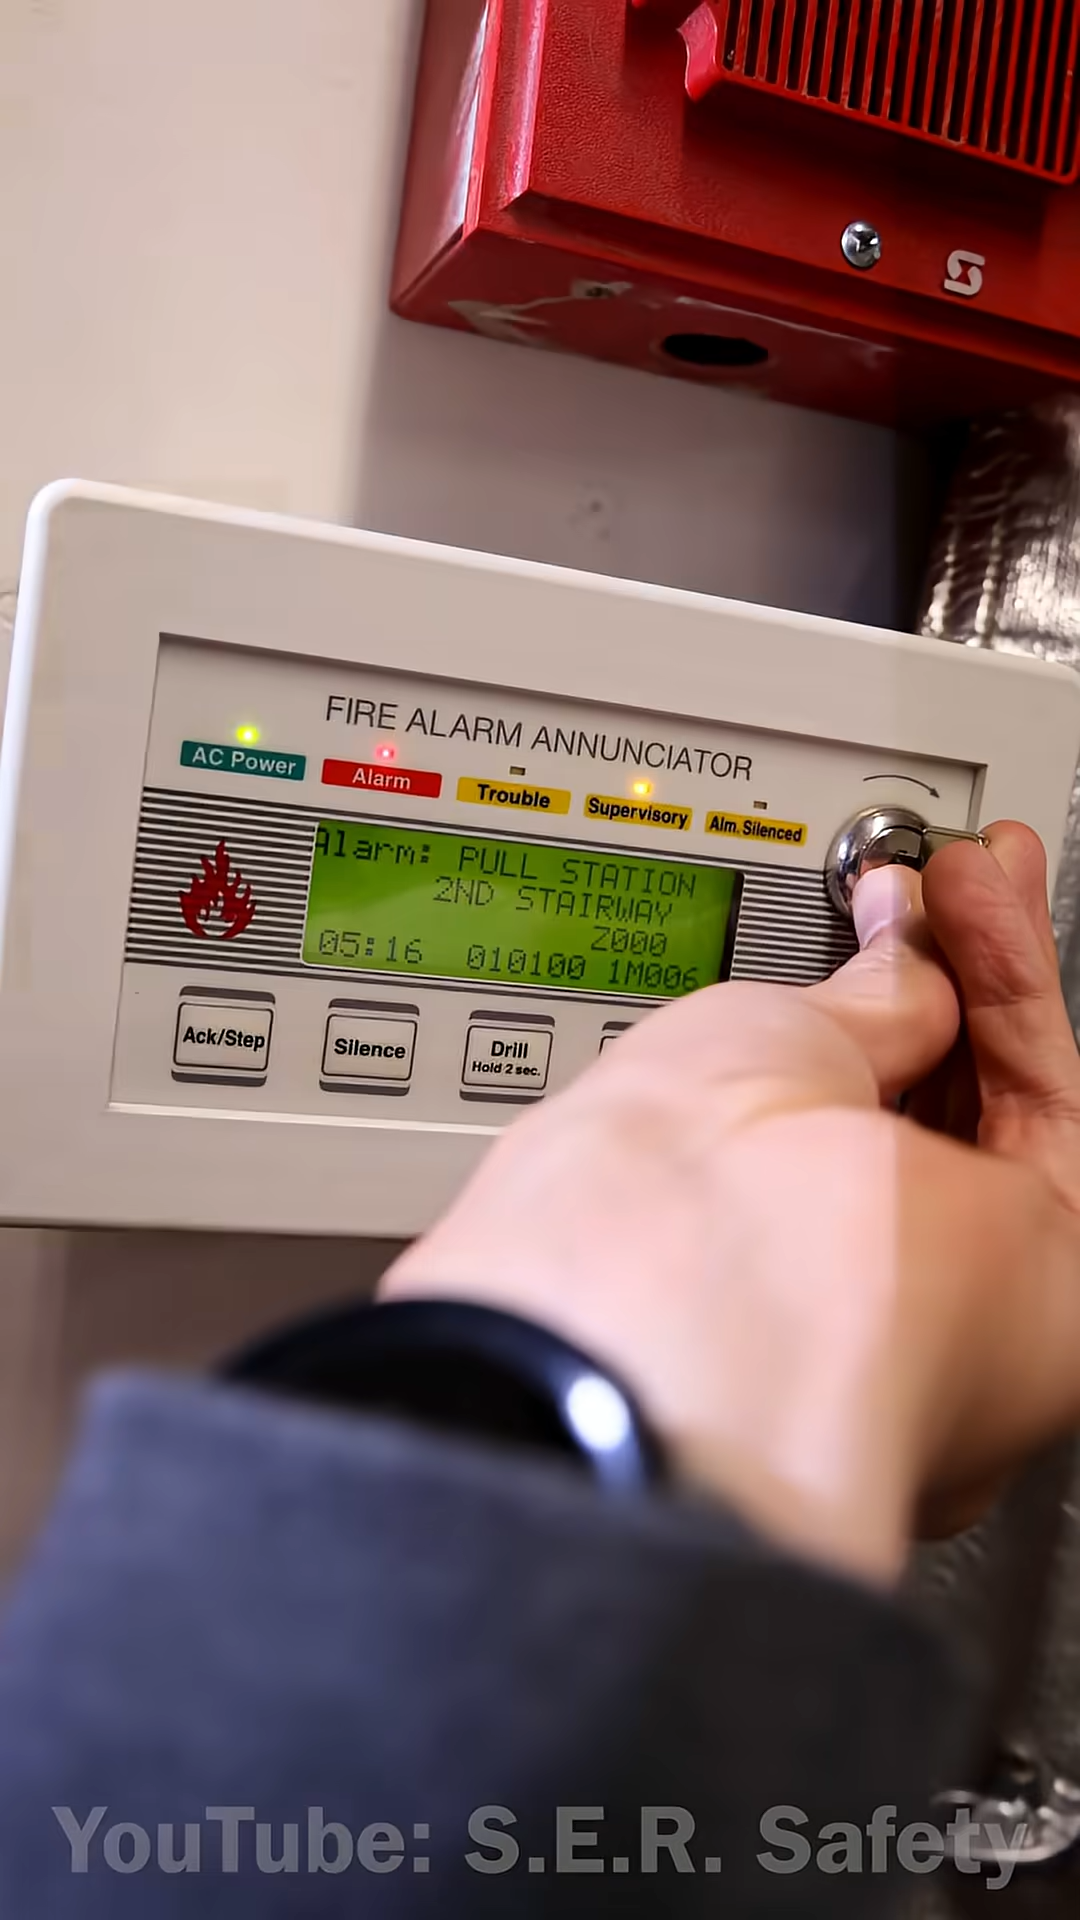 FIRE ALARM ANNUNCIATOR
AC Power
Alarm
Trouble
Supervisory
Alm. Silenced
Alarm: PULL STATION
2ND STAIRWAY
Z000
05:16 010100 1M006
Ack/Step
Silence
Drill
Hold 2 sec.
YouTube: S.E.R. Safety